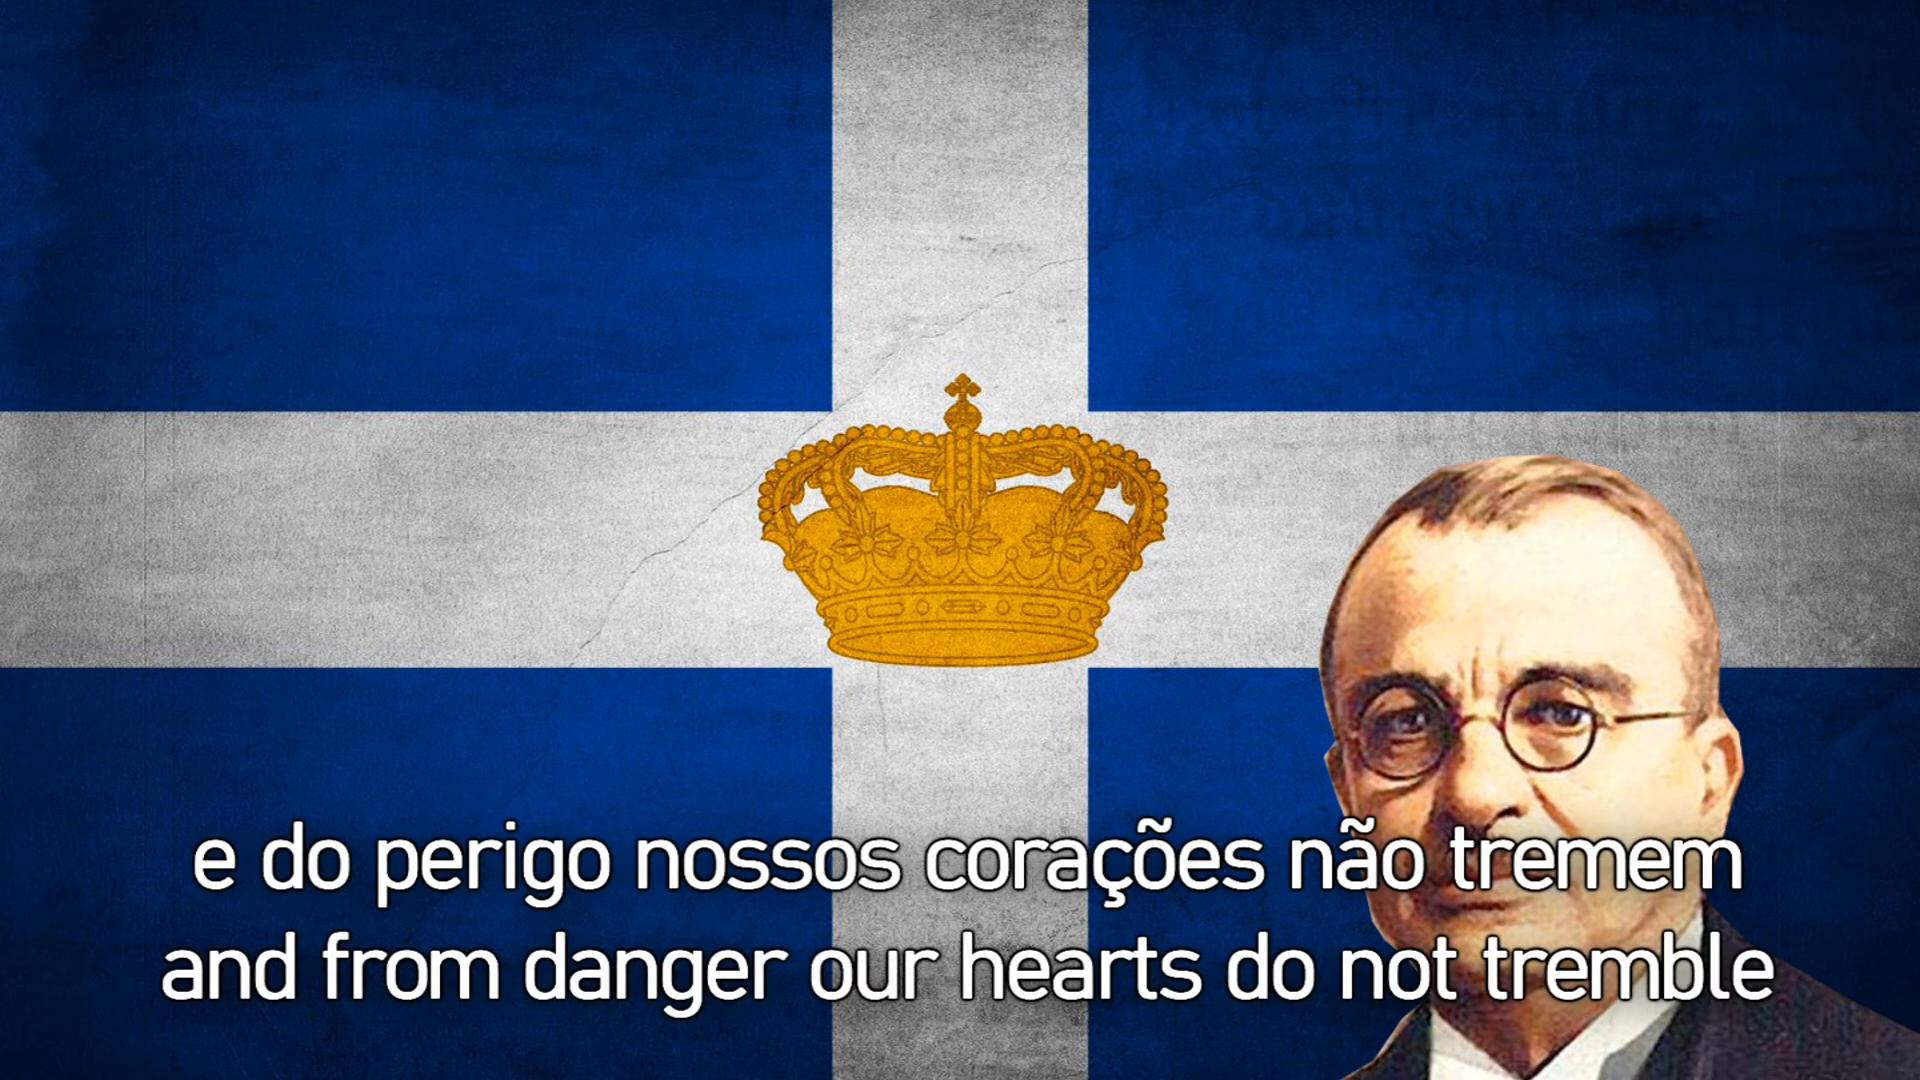 e do perigo nossos corações não tremem
and from danger our hearts do not tremble